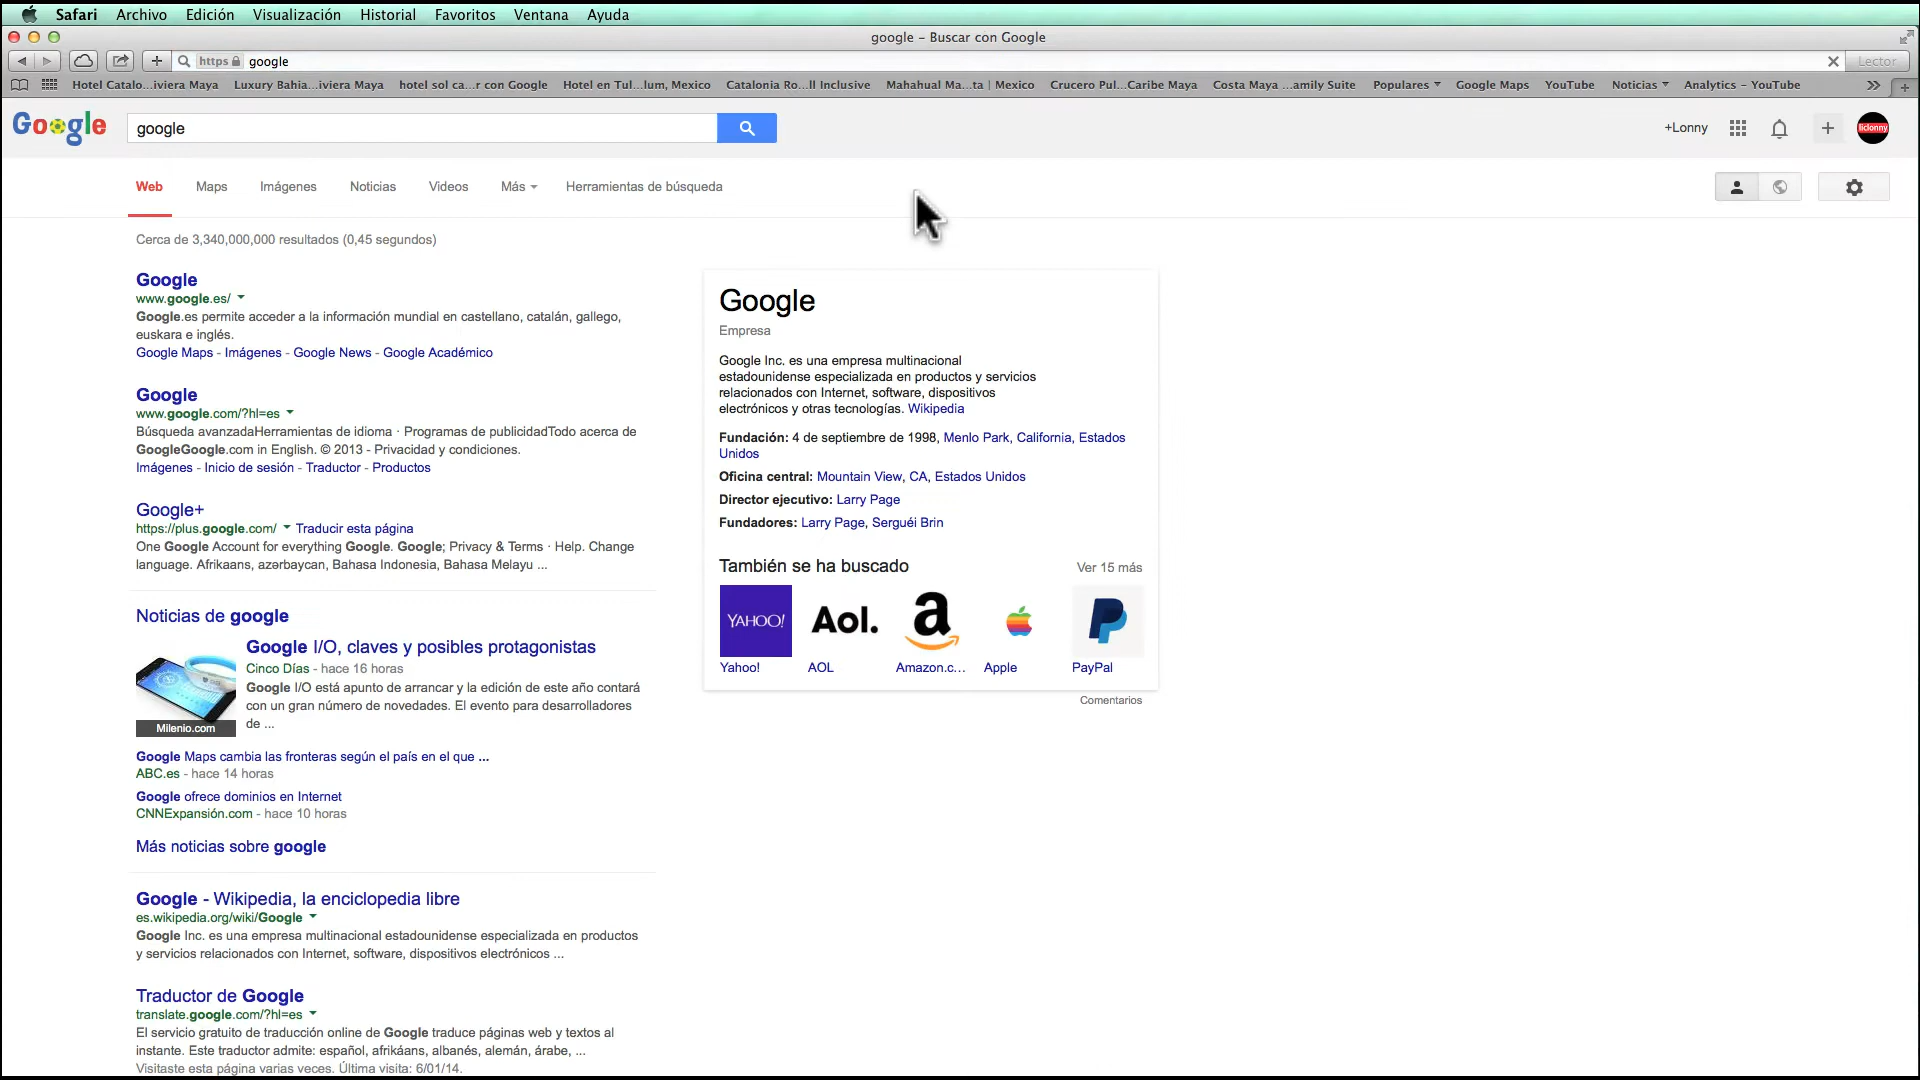 Safari Archivo Edición Visualización Historial Favoritos Ventana Ayuda
google – Buscar con Google
https google Lector
Hotel Catalo...iviera Maya Luxury Bahia...iviera Maya hotel sol ca...r con Google Hotel en Tul...lum, Mexico Catalonia Ro...ll Inclusive Mahahual Ma...ta | Mexico Crucero Pul...Caribe Maya Costa Maya ...amily Suite Populares Google Maps YouTube Noticias Analytics – YouTube
Google google +Lonny liclonny
Web Maps Imágenes Noticias Videos Más Herramientas de búsqueda
Cerca de 3,340,000,000 resultados (0,45 segundos)
Google
www.google.es/
Google.es permite acceder a la información mundial en castellano, catalán, gallego,
euskara e inglés.
Google Maps - Imágenes - Google News - Google Académico
Google
www.google.com/?hl=es
Búsqueda avanzadaHerramientas de idioma · Programas de publicidadTodo acerca de
GoogleGoogle.com in English. © 2013 - Privacidad y condiciones.
Imágenes - Inicio de sesión - Traductor - Productos
Google+
https://plus.google.com/ Traducir esta página
One Google Account for everything Google. Google; Privacy & Terms · Help. Change
language. Afrikaans, azərbaycan, Bahasa Indonesia, Bahasa Melayu ...
Noticias de google
Google I/O, claves y posibles protagonistas
Cinco Días - hace 16 horas
Google I/O está apunto de arrancar y la edición de este año contará
con un gran número de novedades. El evento para desarrolladores
de ...
Milenio.com
Google Maps cambia las fronteras según el país en el que ...
ABC.es - hace 14 horas
Google ofrece dominios en Internet
CNNExpansión.com - hace 10 horas
Más noticias sobre google
Google - Wikipedia, la enciclopedia libre
es.wikipedia.org/wiki/Google
Google Inc. es una empresa multinacional estadounidense especializada en productos
y servicios relacionados con Internet, software, dispositivos electrónicos ...
Traductor de Google
translate.google.com/?hl=es
El servicio gratuito de traducción online de Google traduce páginas web y textos al
instante. Este traductor admite: español, afrikáans, albanés, alemán, árabe, ...
Visitaste esta página varias veces. Última visita: 6/01/14.
Google
Empresa
Google Inc. es una empresa multinacional
estadounidense especializada en productos y servicios
relacionados con Internet, software, dispositivos
electrónicos y otras tecnologías. Wikipedia
Fundación: 4 de septiembre de 1998, Menlo Park, California, Estados
Unidos
Oficina central: Mountain View, CA, Estados Unidos
Director ejecutivo: Larry Page
Fundadores: Larry Page, Serguéi Brin
También se ha buscado Ver 15 más
YAHOO! Aol. a
Yahoo! AOL Amazon.c... Apple PayPal
Comentarios